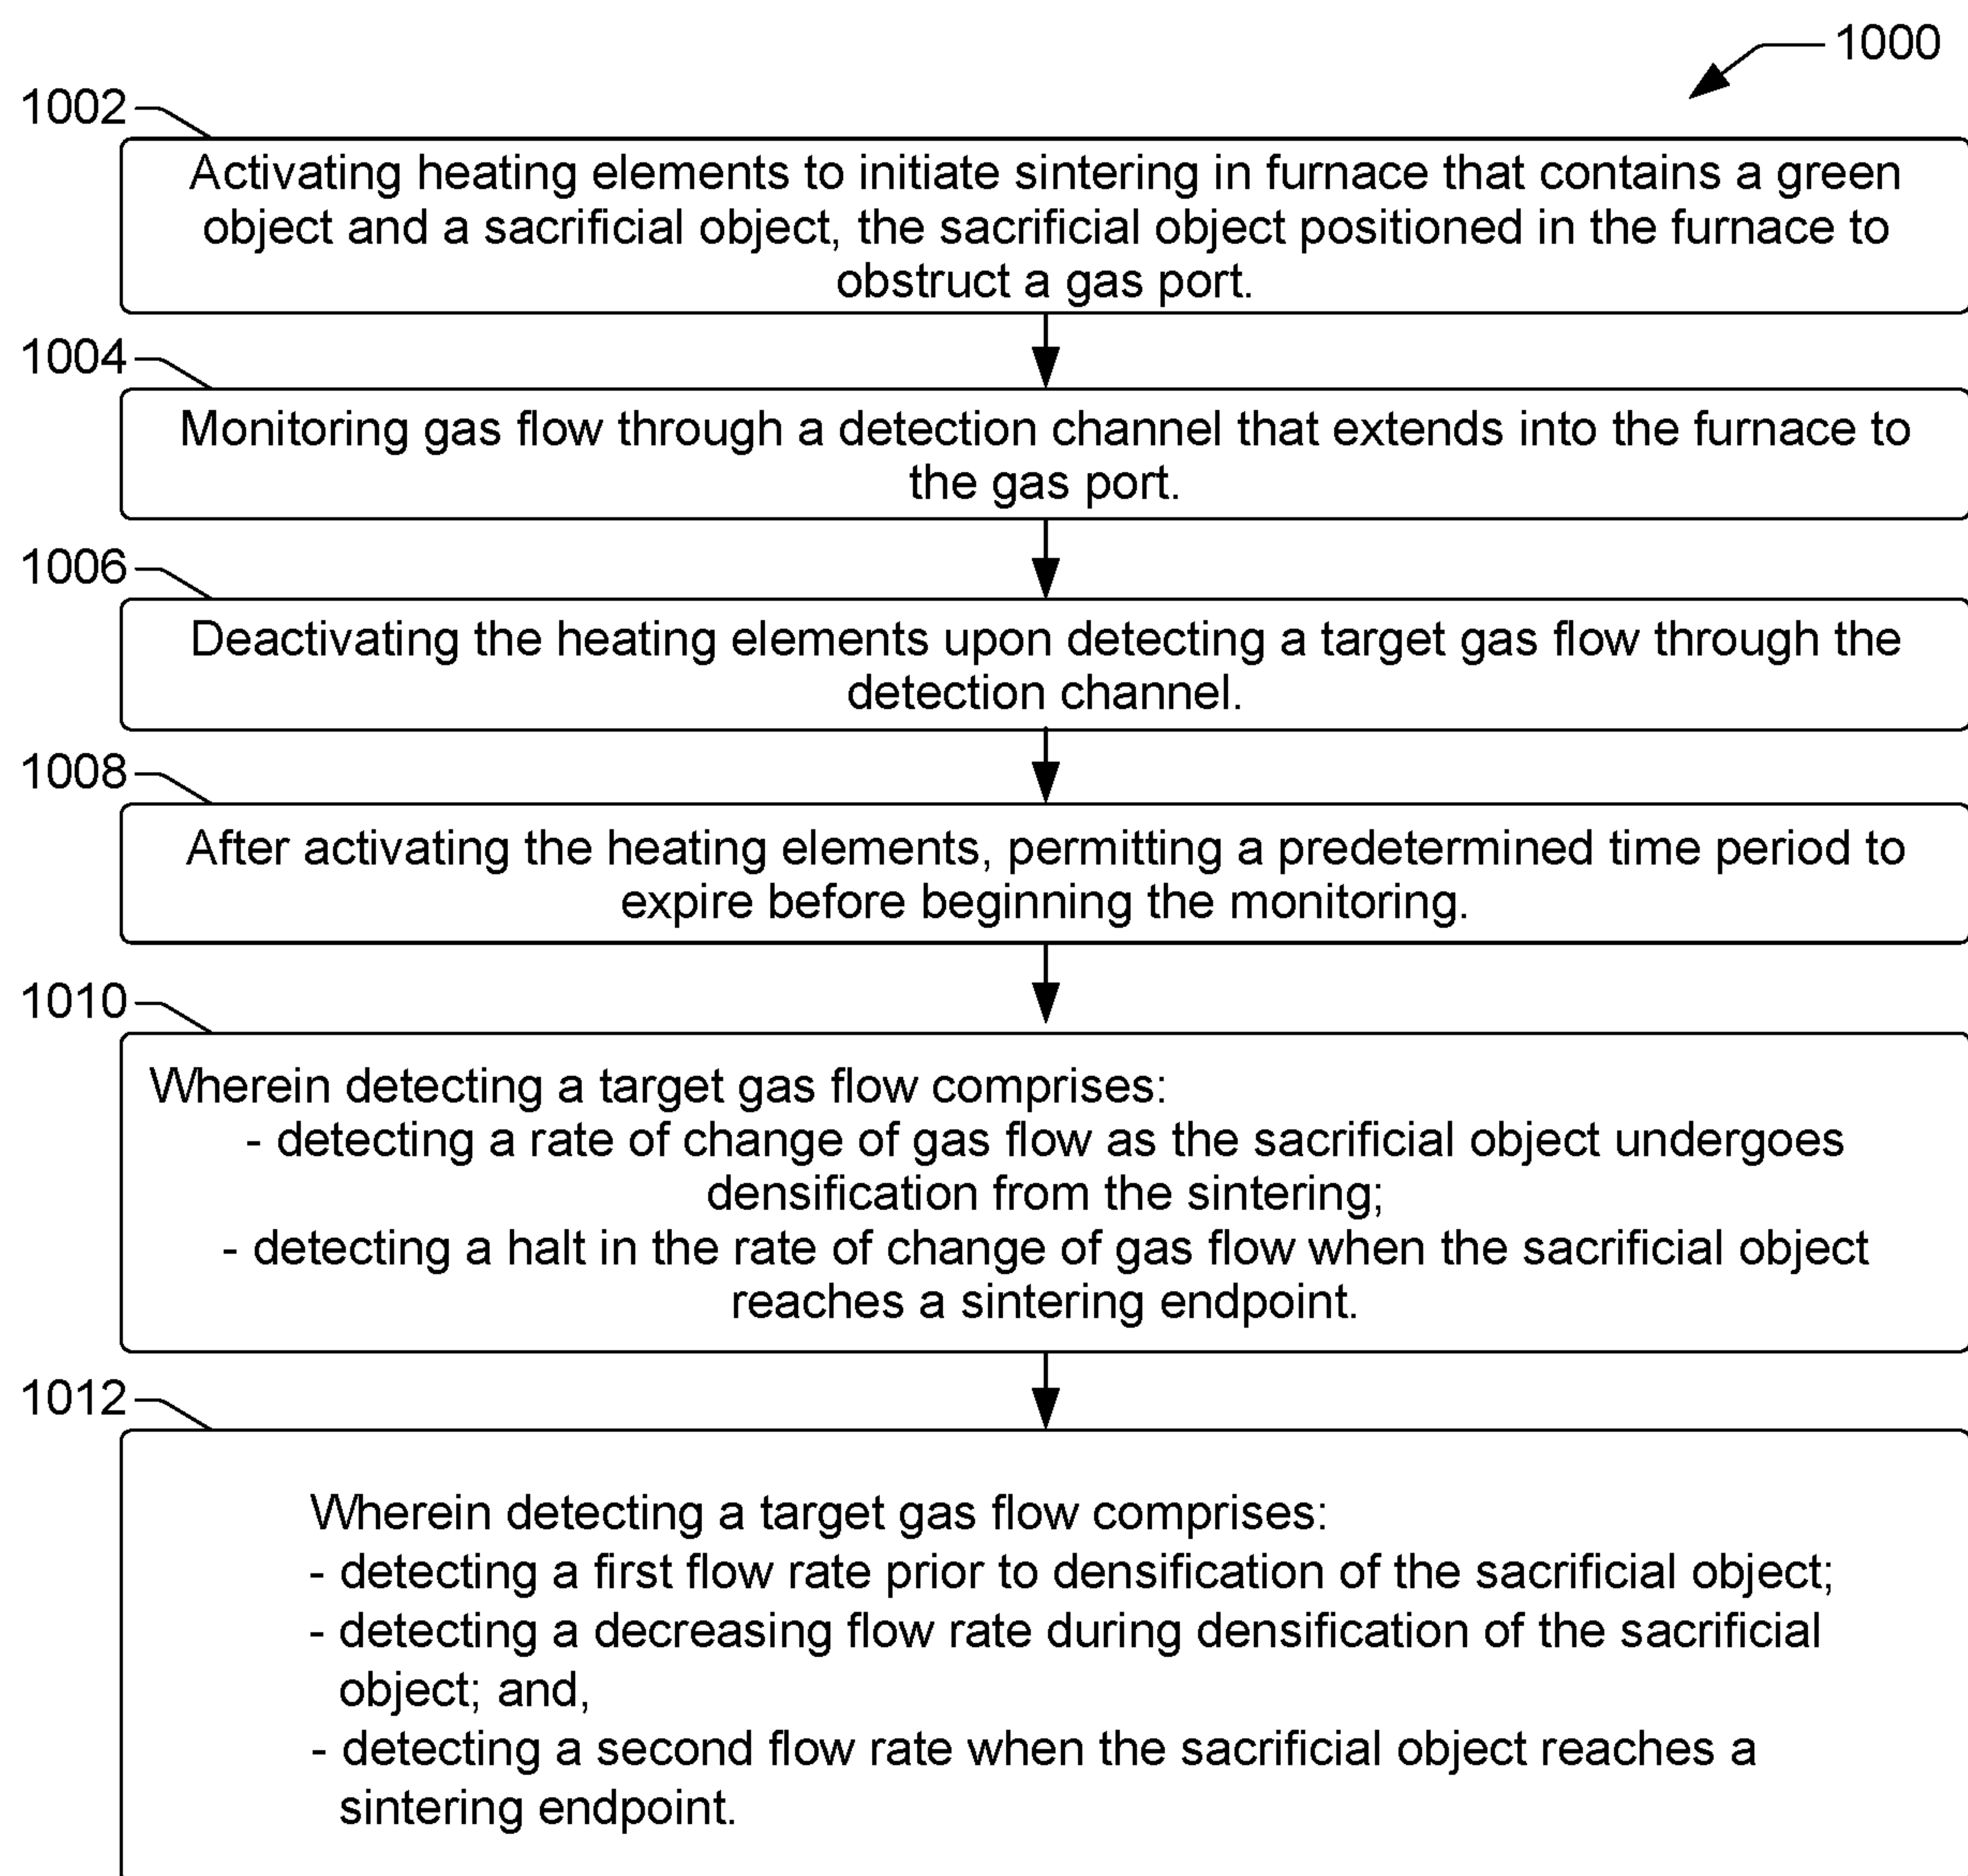 1000
1002
Activating heating elements to initiate sintering in furnace that contains a green
object and a sacrificial object, the sacrificial object positioned in the furnace to
obstruct a gas port.
1004
Monitoring gas flow through a detection channel that extends into the furnace to
the gas port.
1006
Deactivating the heating elements upon detecting a target gas flow through the
detection channel.
1008
After activating the heating elements, permitting a predetermined time period to
expire before beginning the monitoring.
1010
Wherein detecting a target gas flow comprises:
- detecting a rate of change of gas flow as the sacrificial object undergoes
densification from the sintering;
- detecting a halt in the rate of change of gas flow when the sacrificial object
reaches a sintering endpoint.
1012
Wherein detecting a target gas flow comprises:
- detecting a first flow rate prior to densification of the sacrificial object;
- detecting a decreasing flow rate during densification of the sacrificial
object; and,
- detecting a second flow rate when the sacrificial object reaches a
sintering endpoint.